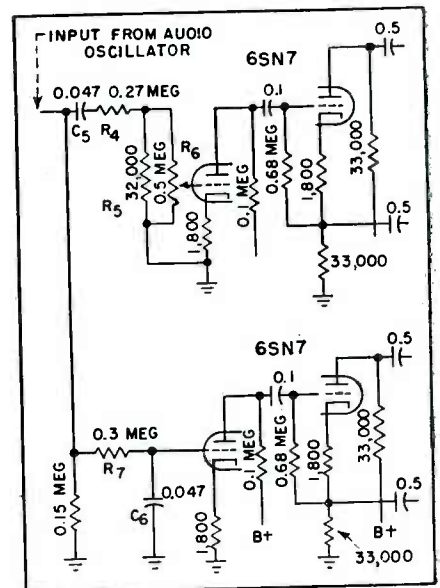 INPUT FROM AUDIO
OSCILLATOR
6SN7
0.5
0.047 0.27 MEG
C5 R4
0.1
R6
32,000
0.5 MEG
R5
1,800
0.1 MEG
0.68 MEG
1,800
33,000
0.5
33,000
6SN7
0.5
0.1
0.3 MEG
R7
0.15 MEG
0.047
C6
1,800
0.1 MEG
0.68 MEG
1,800
33,000
0.5
B+
B+
33,000